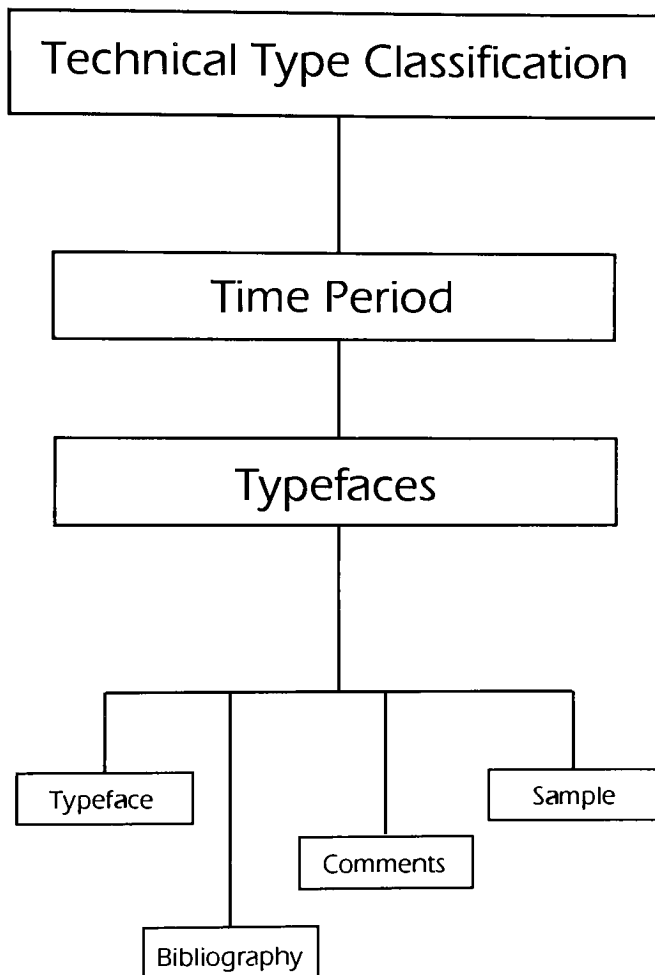 Technical Type Classification
Time Period
Typefaces
Typeface
Sample
Comments
Bibliography